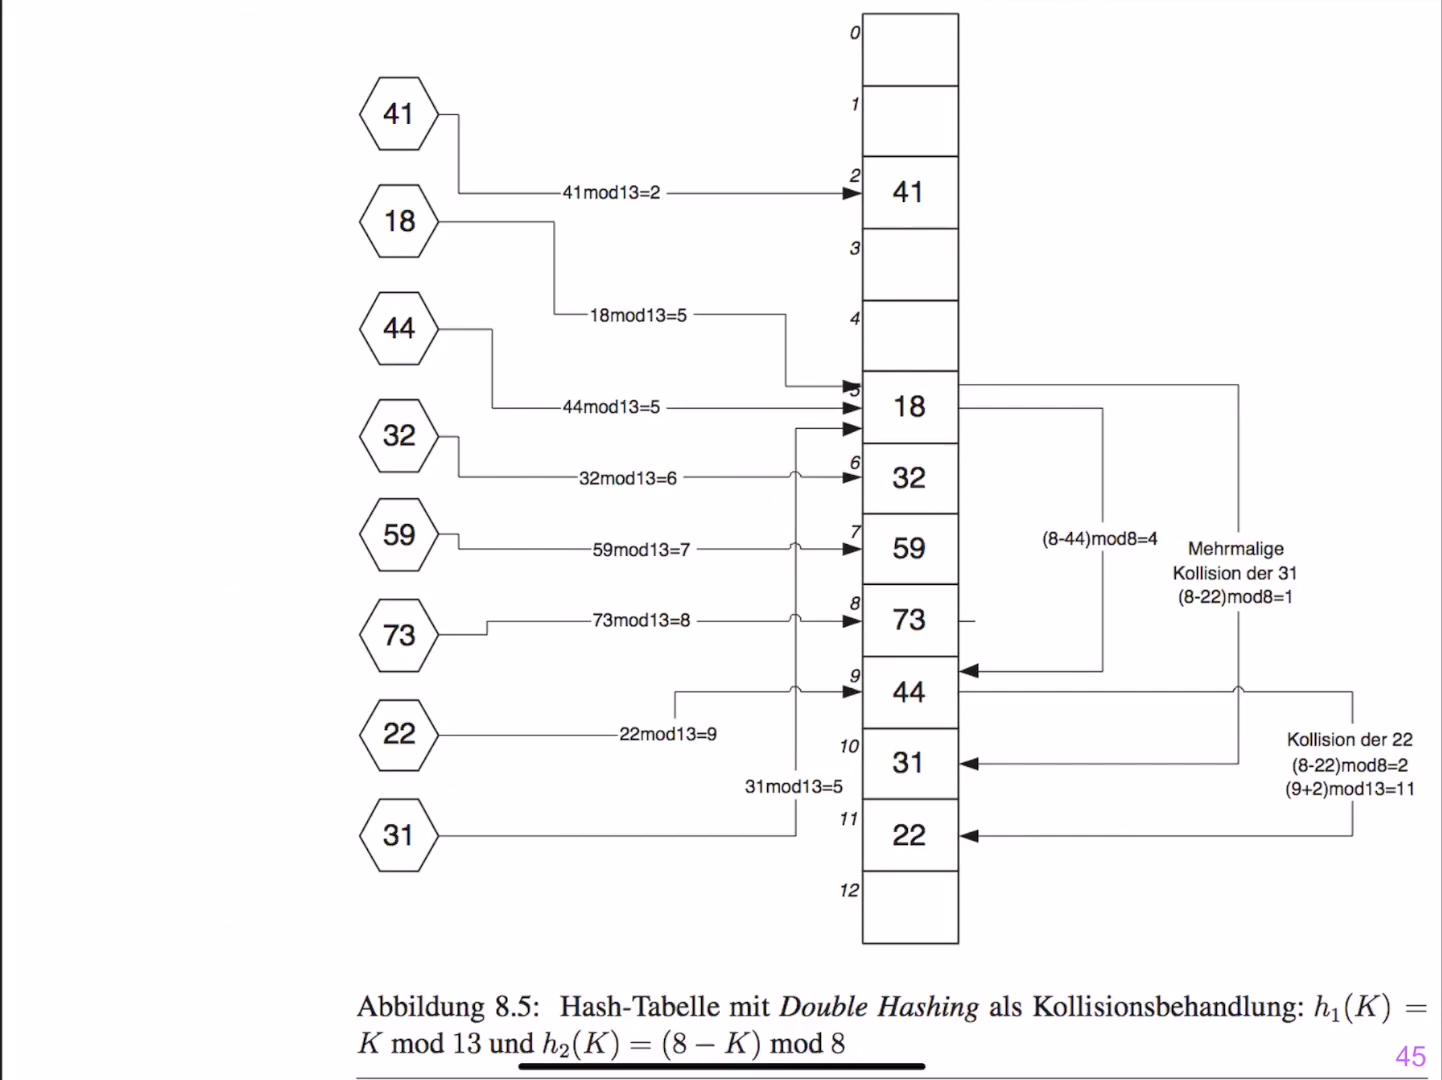 0
1
41
2
41
41mod13=2
18
3
18mod13=5
4
44
5
18
44mod13=5
32
6
32
32mod13=6
59
7
59
59mod13=7
(8-44)mod8=4
Mehrmalige
Kollision der 31
(8-22)mod8=1
73
8
73
73mod13=8
9
44
22
22mod13=9
10
31
Kollision der 22
(8-22)mod8=2
(9+2)mod13=11
31
31mod13=5
11
22
12
Abbildung 8.5: Hash-Tabelle mit Double Hashing als Kollisionsbehandlung: h₁(K) =
K mod 13 und h₂(K) = (8 − K) mod 8
45